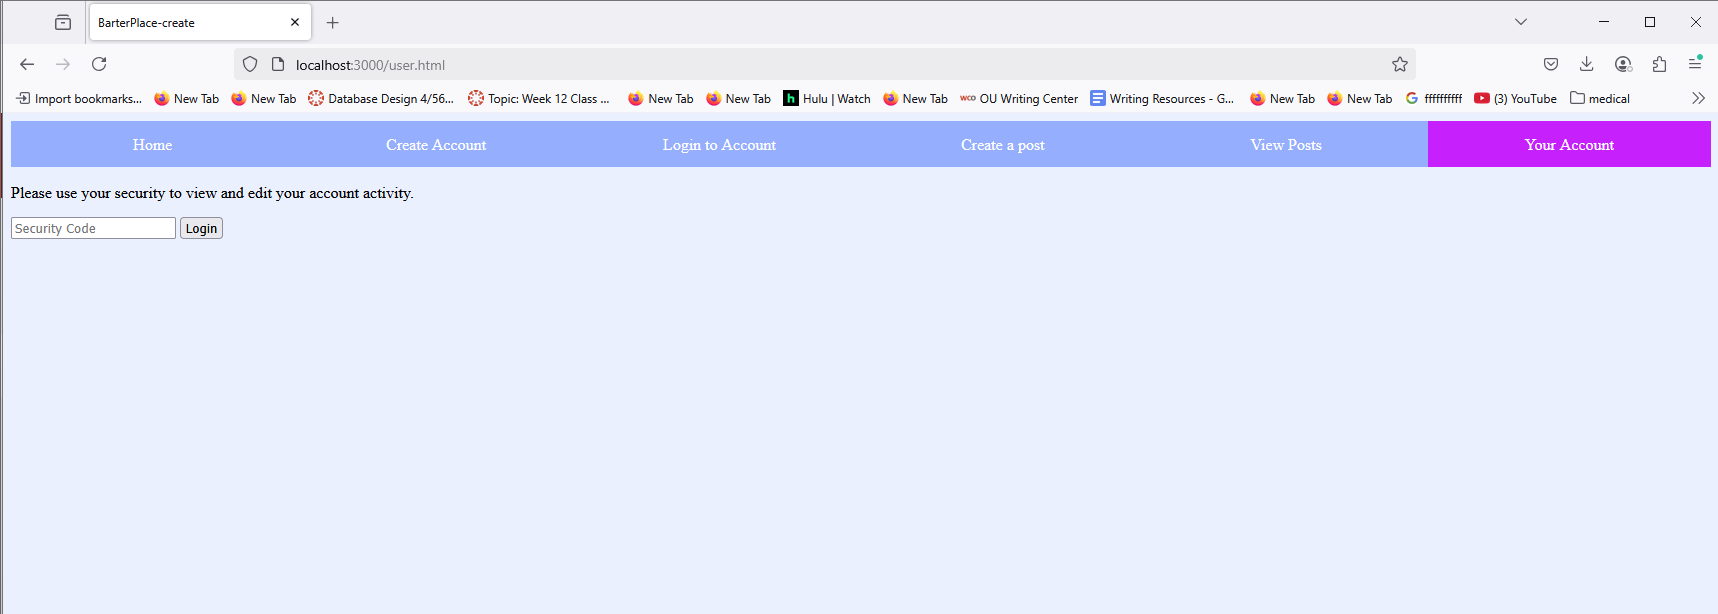 BarterPlace-create
localhost:3000/user.html
Import bookmarks... New Tab New Tab Database Design 4/56... Topic: Week 12 Class ... New Tab New Tab Hulu | Watch New Tab OU Writing Center Writing Resources - G... New Tab New Tab ffffffffff (3) YouTube medical
Home Create Account Login to Account Create a post View Posts Your Account
Please use your security to view and edit your account activity.
Security Code Login